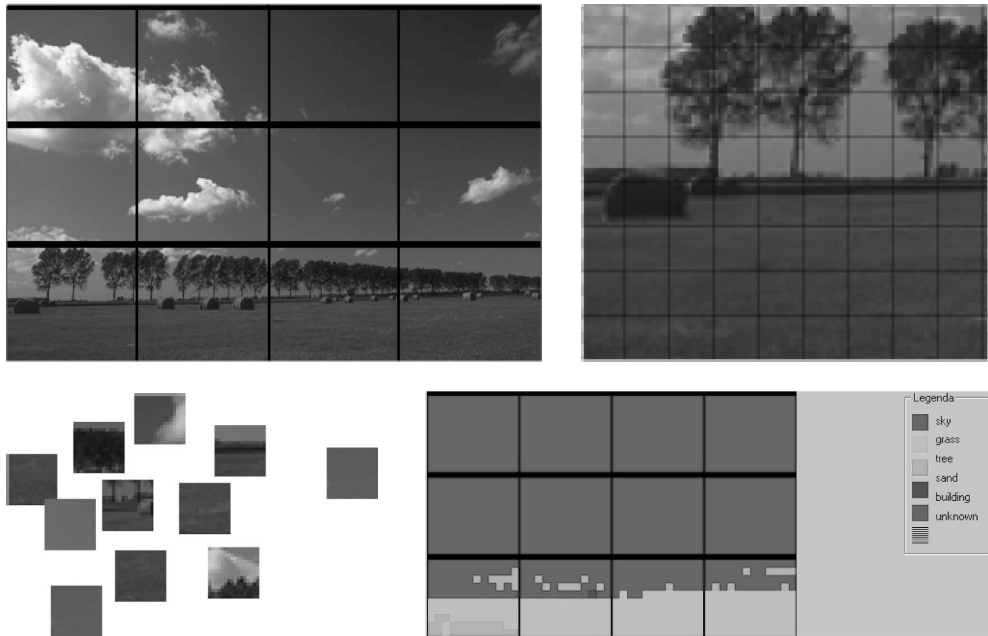 Legenda
sky
grass
tree
sand
building
unknown